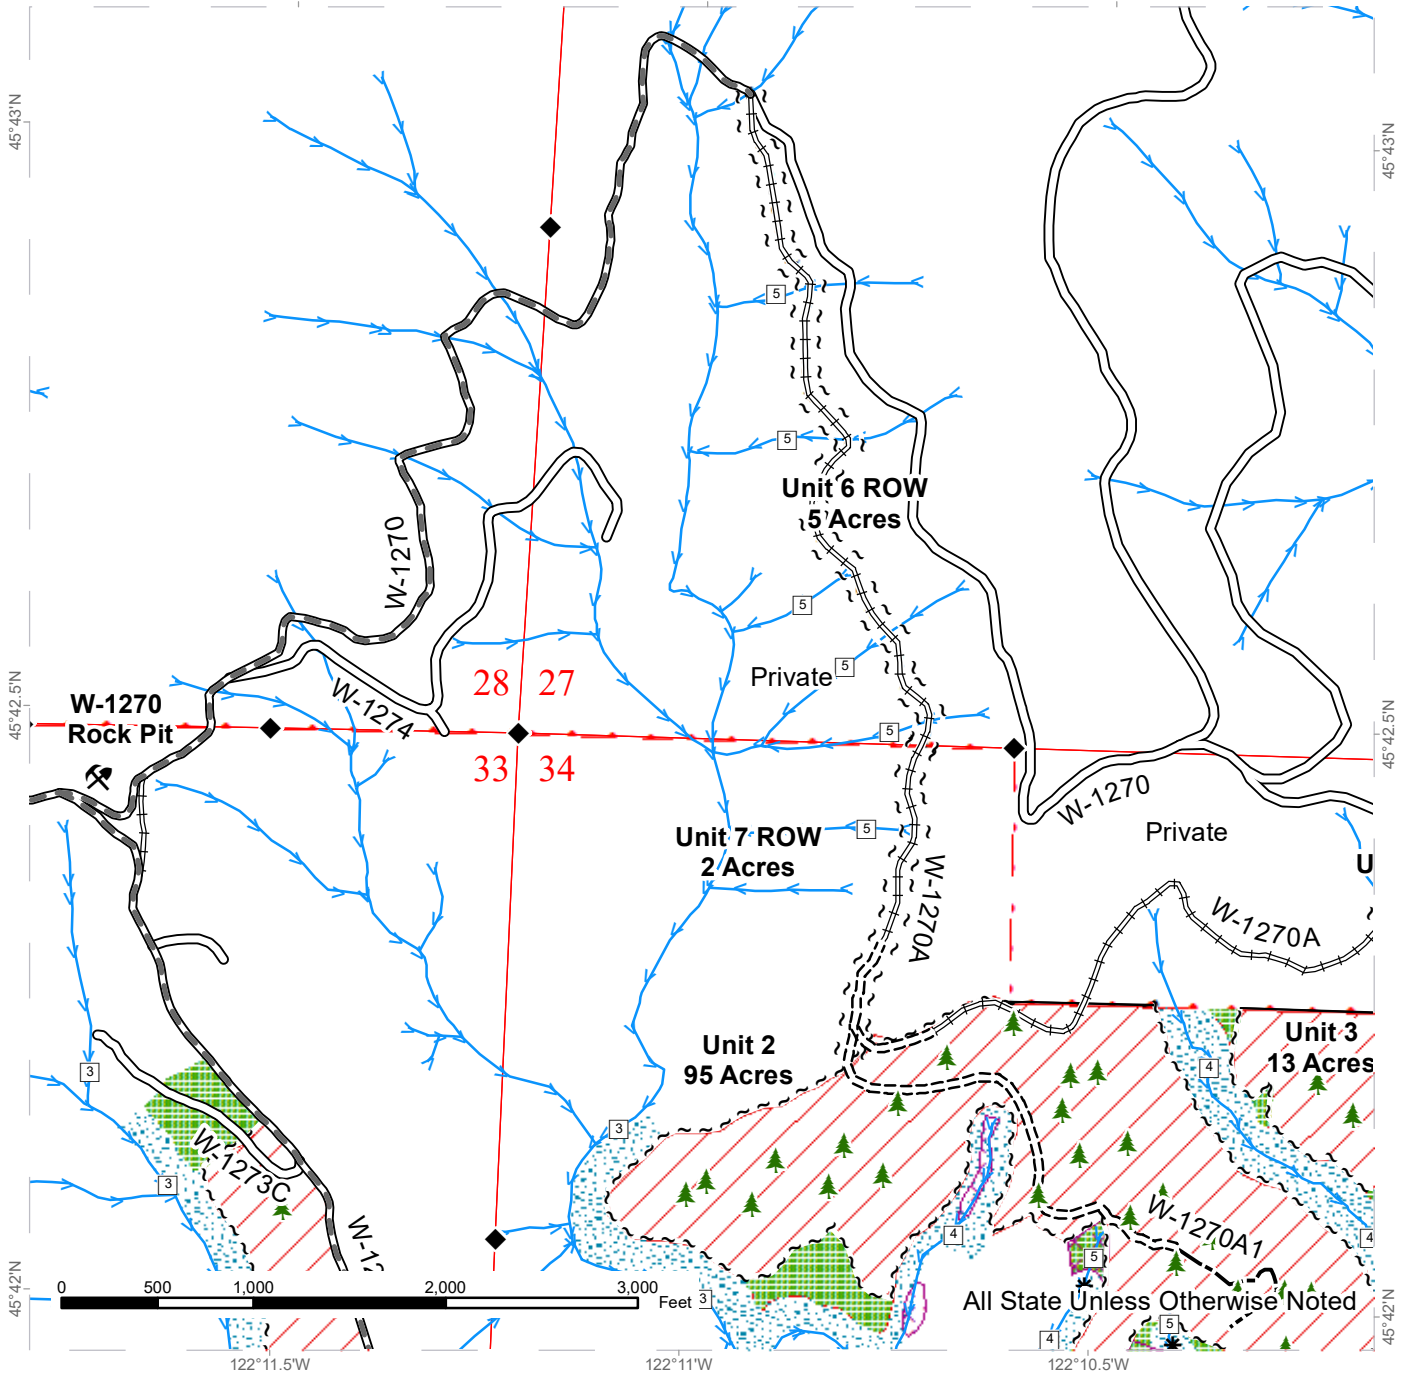 45°43'N
45°43'N
5
5
Unit 6 ROW
5 Acres
W-1270
5
5
Private
28 27
W-1274
W-1270
Rock Pit
45°42.5'N
45°42.5'N
5
33 34
W-1270
Private
Unit 7 ROW
2 Acres
5
U
W-1270A
W-1270A
Unit 2
95 Acres
Unit 3
13 Acres
3
4
3
W-1273C
3
4
W-1270A1
4
5
W-12
0 500 1,000 2,000 3,000
Feet
3
All State Unless Otherwise Noted
5
4
45°42'N
45°42'N
122°11.5'W
122°11'W
122°10.5'W